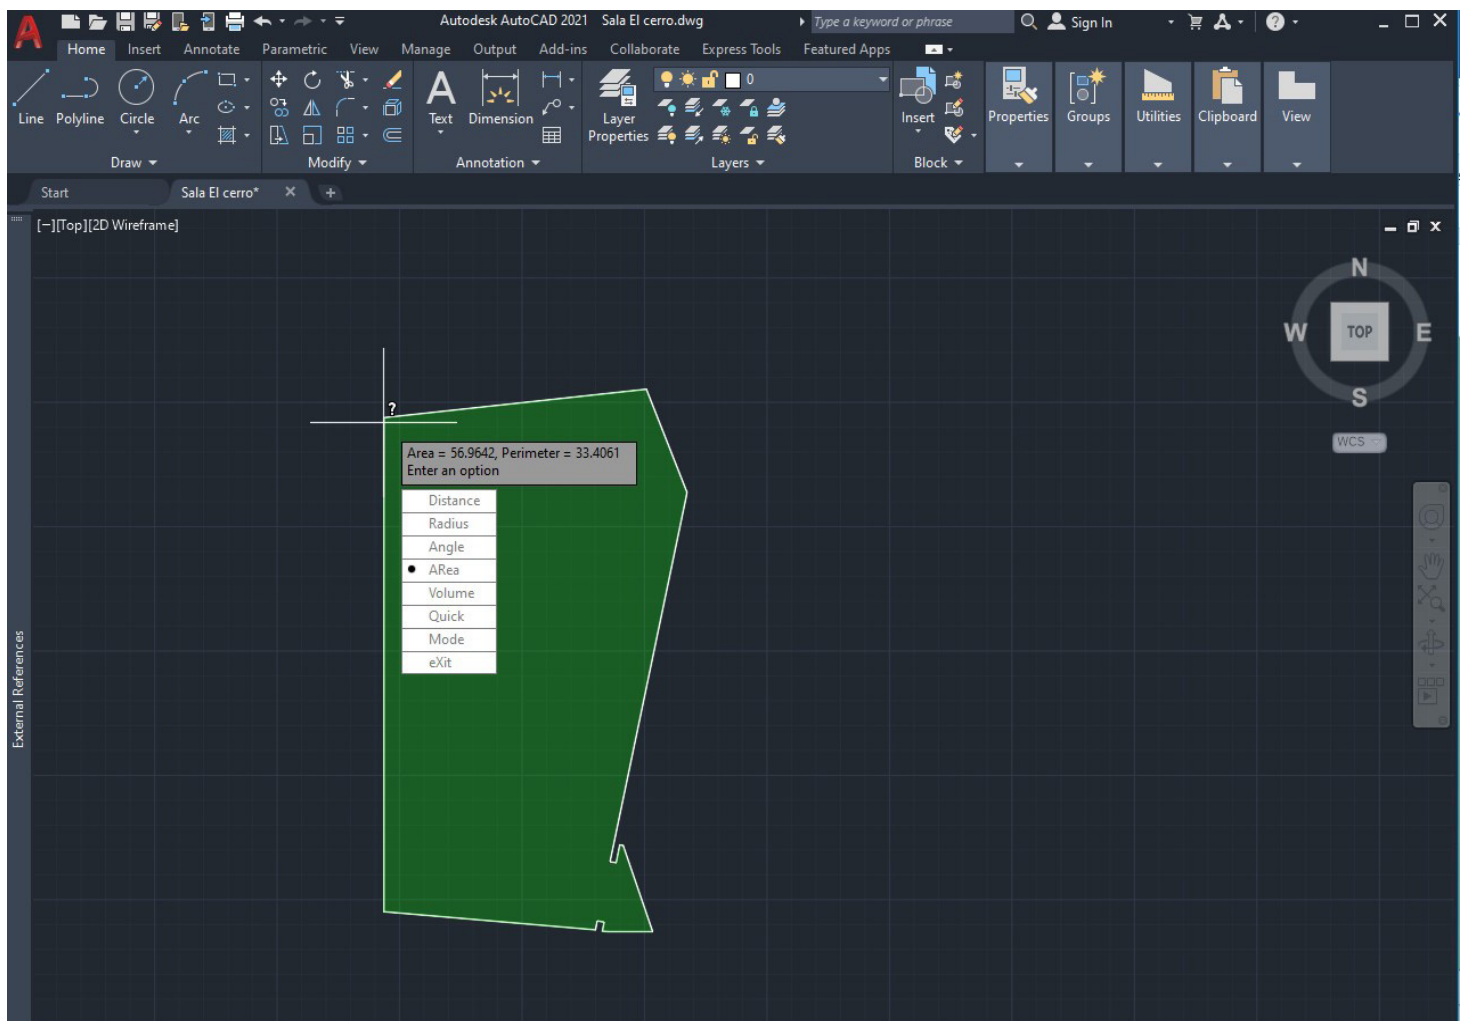 Autodesk AutoCAD 2021 Sala El cerro.dwg Type a keyword or phrase Sign In
Home Insert Annotate Parametric View Manage Output Add-ins Collaborate Express Tools Featured Apps
0
Line Polyline Circle Arc
Text Dimension
Layer
Properties
Insert
Properties Groups Utilities Clipboard View
Draw Modify Annotation Layers Block
Start Sala El cerro*
[−][Top][2D Wireframe]
N
W TOP E
S
WCS
?
Area = 56.9642, Perimeter = 33.4061
Enter an option
Distance
Radius
Angle
ARea
Volume
Quick
Mode
eXit
External References